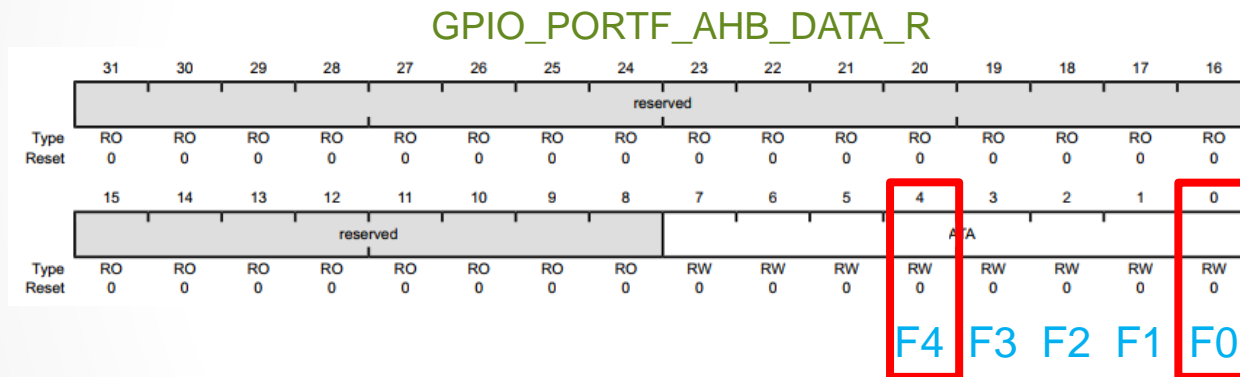 GPIO_PORTF_AHB_DATA_R
31 30 29 28 27 26 25 24 23 22 21 20 19 18 17 16
reserved
Type RO RO RO RO RO RO RO RO RO RO RO RO RO RO RO RO
Reset 0 0 0 0 0 0 0 0 0 0 0 0 0 0 0 0
15 14 13 12 11 10 9 8 7 6 5 4 3 2 1 0
reserved ATA
Type RO RO RO RO RO RO RO RO RW RW RW RW RW RW RW RW
Reset 0 0 0 0 0 0 0 0 0 0 0 0 0 0 0 0
F4 F3 F2 F1 F0